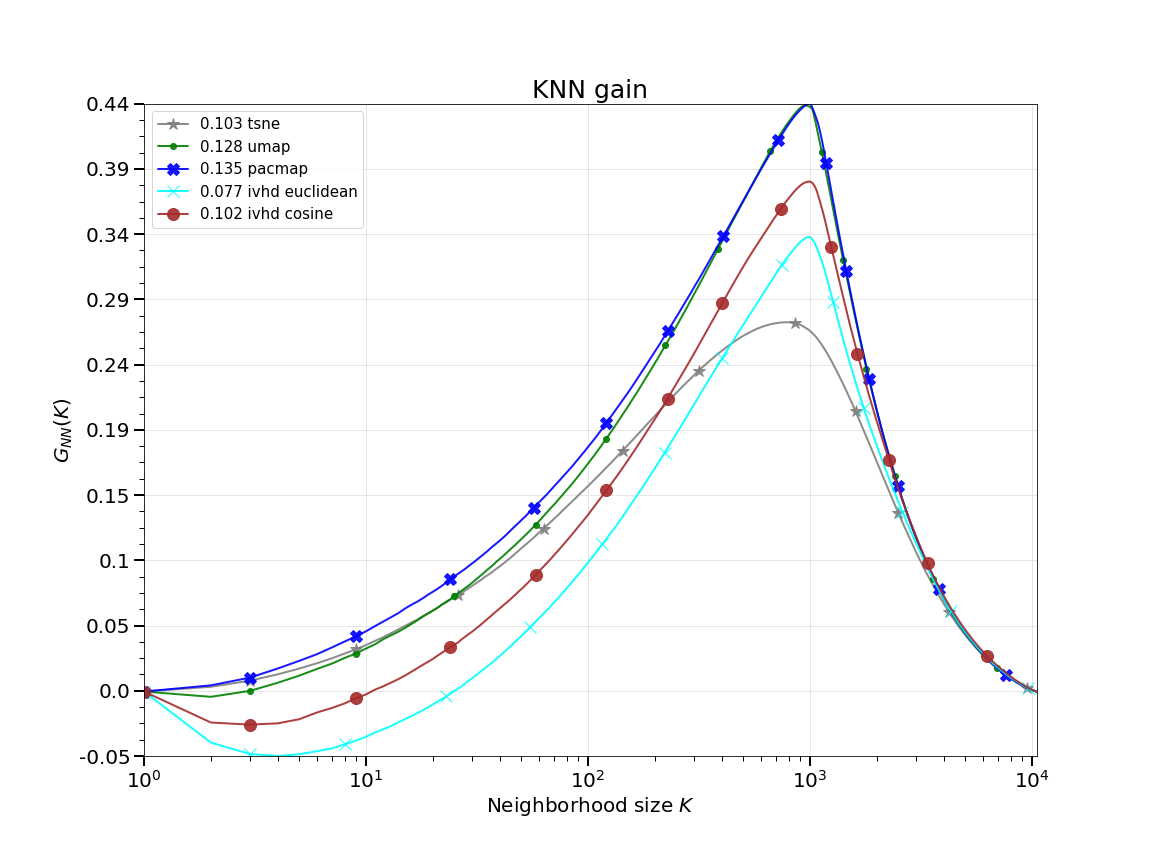 KNN gain
0.44
0.39
0.34
0.29
0.24
0.19
0.15
0.1
0.05
0.0
-0.05
G_{NN}(K)
0.103 tsne
0.128 umap
0.135 pacmap
0.077 ivhd euclidean
0.102 ivhd cosine
10^0 10^1 10^2 10^3 10^4
Neighborhood size K